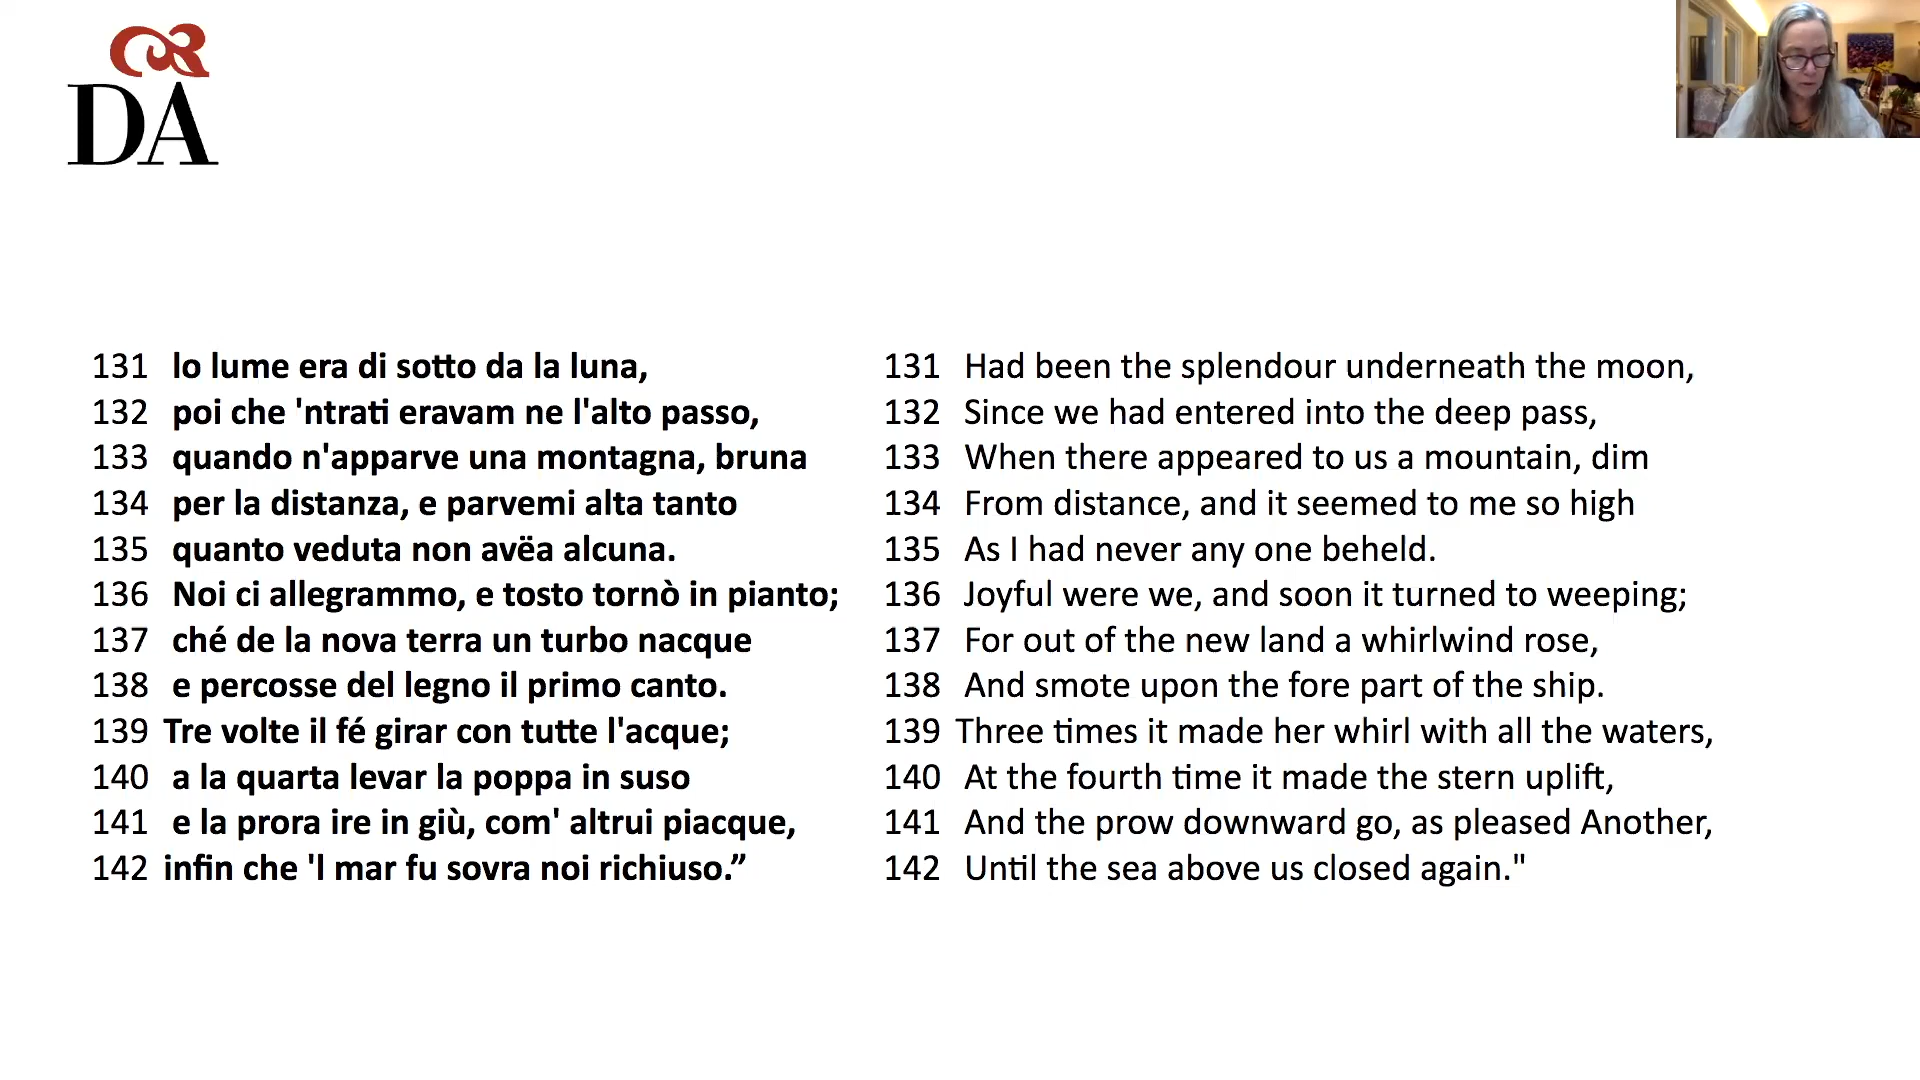 DA
131 lo lume era di sotto da la luna,
132 poi che 'ntrati eravam ne l'alto passo,
133 quando n'apparve una montagna, bruna
134 per la distanza, e parvemi alta tanto
135 quanto veduta non avëa alcuna.
136 Noi ci allegrammo, e tosto tornò in pianto;
137 ché de la nova terra un turbo nacque
138 e percosse del legno il primo canto.
139 Tre volte il fé girar con tutte l'acque;
140 a la quarta levar la poppa in suso
141 e la prora ire in giù, com' altrui piacque,
142 infin che 'l mar fu sovra noi richiuso.”
131 Had been the splendour underneath the moon,
132 Since we had entered into the deep pass,
133 When there appeared to us a mountain, dim
134 From distance, and it seemed to me so high
135 As I had never any one beheld.
136 Joyful were we, and soon it turned to weeping;
137 For out of the new land a whirlwind rose,
138 And smote upon the fore part of the ship.
139 Three times it made her whirl with all the waters,
140 At the fourth time it made the stern uplift,
141 And the prow downward go, as pleased Another,
142 Until the sea above us closed again."